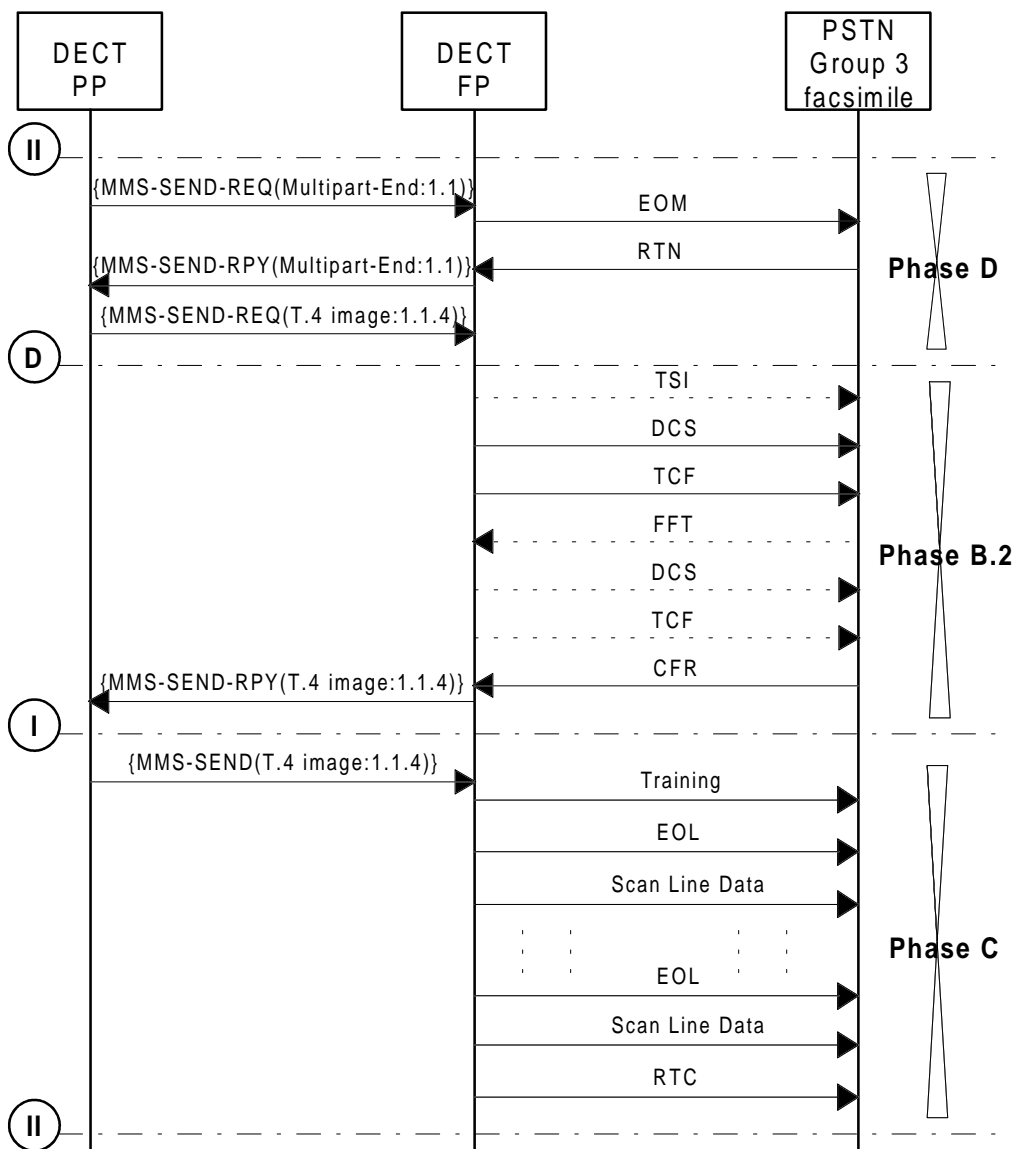 DECT
PP
DECT
FP
PSTN
Group 3
facsimile
II
{MMS-SEND-REQ(Multipart-End:1.1)}
EOM
RTN
{MMS-SEND-RPY(Multipart-End:1.1)}
Phase D
{MMS-SEND-REQ(T.4 image:1.1.4)}
D
TSI
DCS
TCF
FFT
Phase B.2
DCS
TCF
CFR
{MMS-SEND-RPY(T.4 image:1.1.4)}
I
{MMS-SEND(T.4 image:1.1.4)}
Training
EOL
Scan Line Data
Phase C
EOL
Scan Line Data
RTC
II